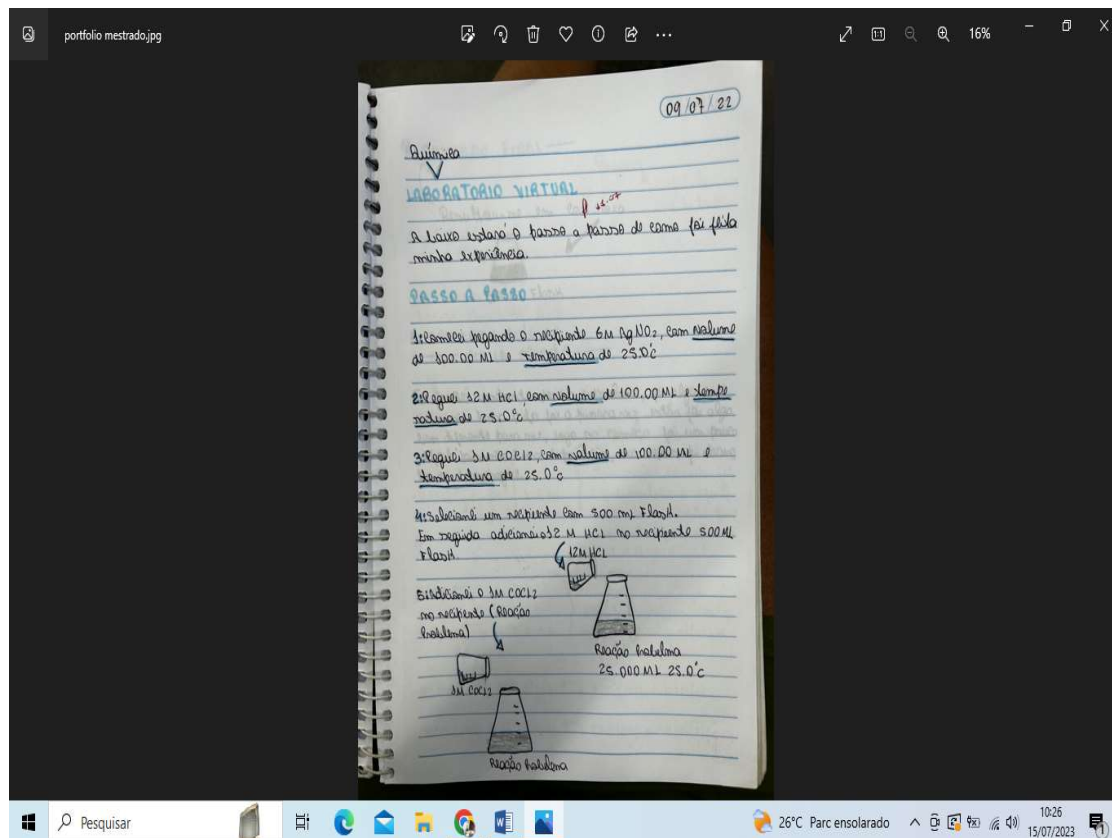 portfolio mestrado.jpg
16%
09/07/22
Química
LABORATORIO VIRTUAL
A baixo estará o passo a passo de como foi feita
minha experiência.
PASSO A PASSO
1: Comecei pegando o recipiente 6M AgNO2, com volume
de 100.00 ML e temperatura de 25.0°c
2: Peguei 12M HCl, com volume de 100.00 ML e tempe
ratura de 25.0°c
3: Peguei 1M COCl2, com volume de 100.00 ML e
temperatura de 25.0°c
4: Selecionei um recipiente com 500 mL FlasH.
Em seguida adicionei o 12 M HCL no recipiente 500ML
FlasH.
12M HCL
5: Adicionei o 1M COCl2
no recipente (Reação
Problema)
Reação Problema
25.000 ML 25.0°c
1M COCl2
Reação Problema
Pesquisar
26°C Parc ensolarado
10:26
15/07/2023